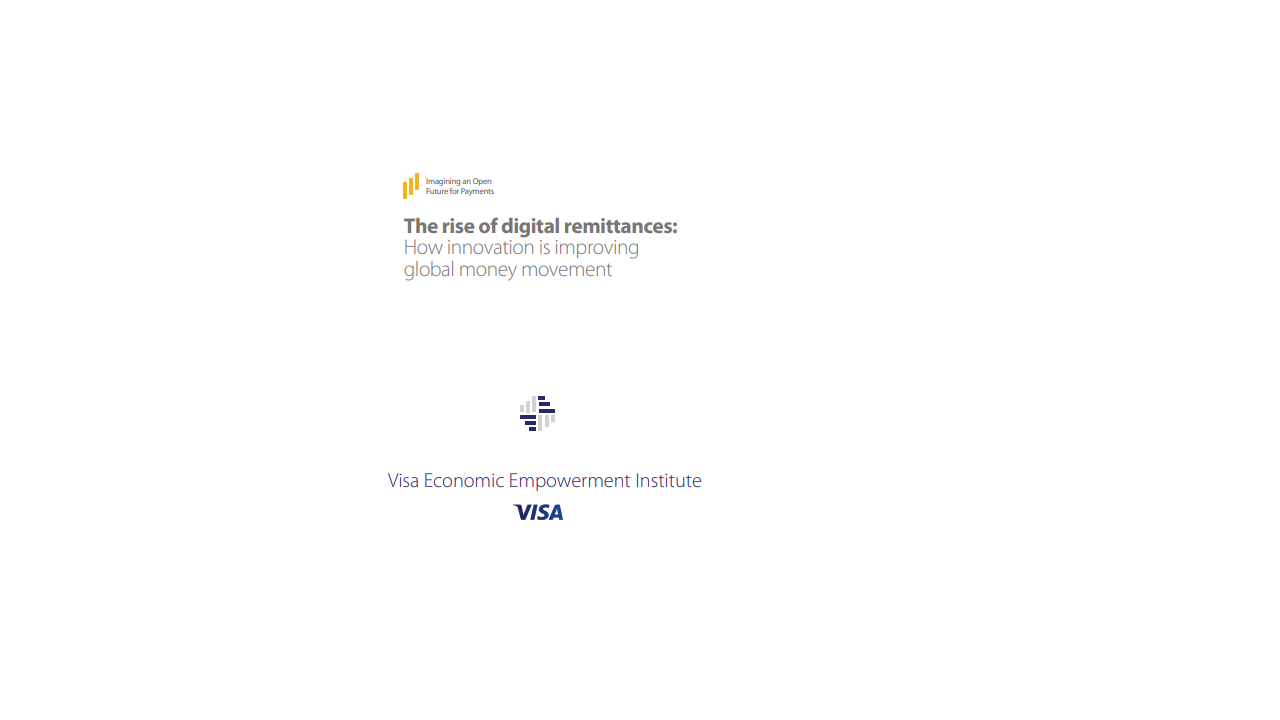 Imagining an Open
Future for Payments
The rise of digital remittances:
How innovation is improving
global money movement
Visa Economic Empowerment Institute
VISA